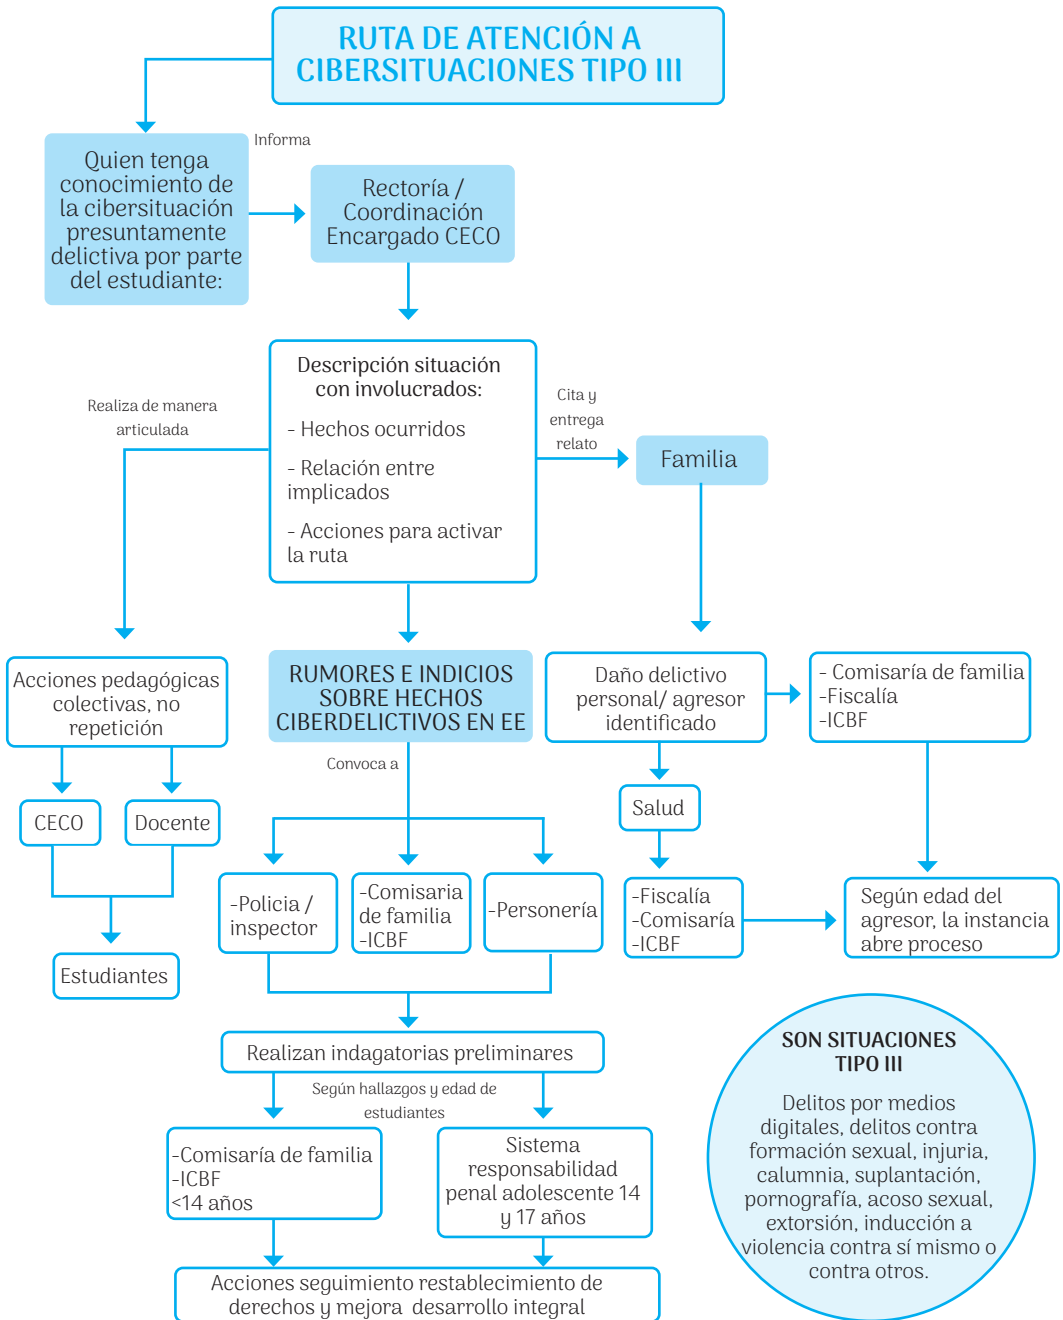 RUTA DE ATENCIÓN A
CIBERSITUACIONES TIPO III
Quien tenga
conocimiento de
la cibersituación
presuntamente
delictiva por parte
del estudiante:
Informa
Rectoría /
Coordinación
Encargado CECO
Descripción situación
con involucrados:
- Hechos ocurridos
- Relación entre
implicados
- Acciones para activar
la ruta
Realiza de manera
articulada
Cita y
entrega
relato
Familia
Acciones pedagógicas
colectivas, no
repetición
CECO
Docente
Estudiantes
RUMORES E INDICIOS
SOBRE HECHOS
CIBERDELICTIVOS EN EE
Convoca a
-Policia /
inspector
-Comisaria
de familia
-ICBF
-Personería
Realizan indagatorias preliminares
Según hallazgos y edad de
estudiantes
-Comisaría de familia
-ICBF
<14 años
Sistema
responsabilidad
penal adolescente 14
y 17 años
Acciones seguimiento restablecimiento de
derechos y mejora desarrollo integral
Daño delictivo
personal/ agresor
identificado
- Comisaría de familia
-Fiscalía
-ICBF
Salud
-Fiscalía
-Comisaría
-ICBF
Según edad del
agresor, la instancia
abre proceso
SON SITUACIONES
TIPO III
Delitos por medios
digitales, delitos contra
formación sexual, injuria,
calumnia, suplantación,
pornografía, acoso sexual,
extorsión, inducción a
violencia contra sí mismo o
contra otros.